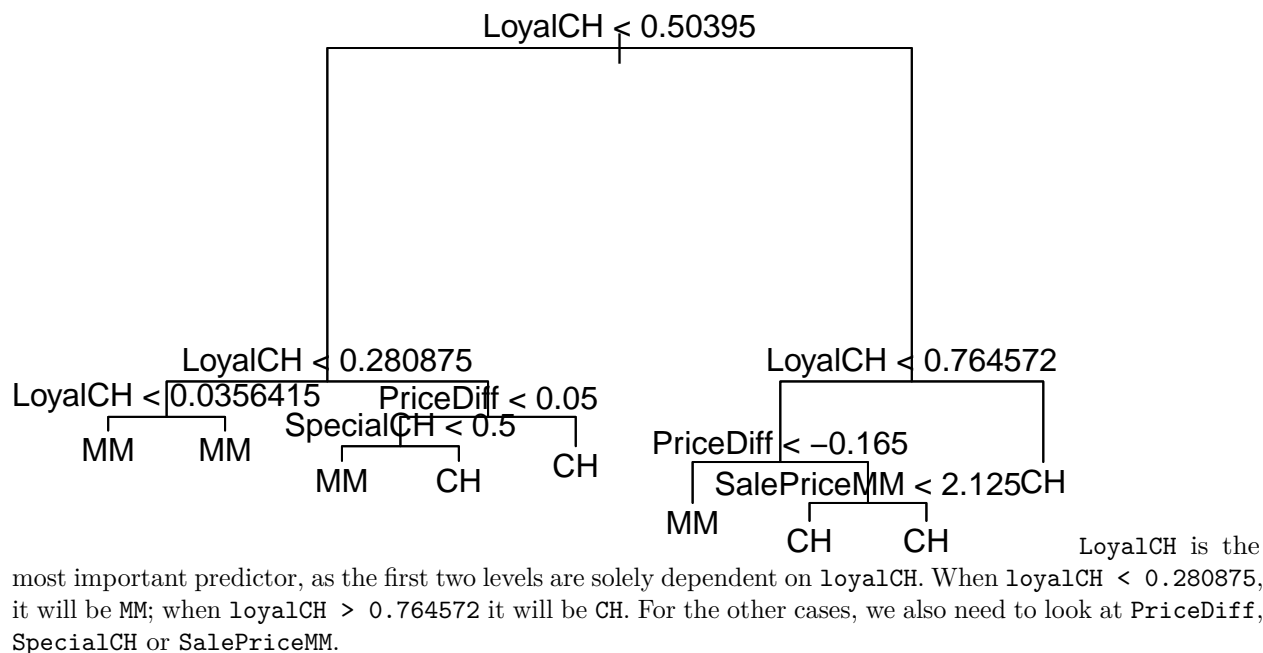 LoyalCH < 0.50395
LoyalCH < 0.280875
LoyalCH < 0.764572
LoyalCH < 0.0356415
PriceDiff < 0.05
SpecialCH < 0.5
MM
MM
MM
CH
CH
PriceDiff < −0.165
SalePriceMM < 2.125
CH
MM
CH
CH
LoyalCH is the
most important predictor, as the first two levels are solely dependent on loyalCH. When loyalCH < 0.280875,
it will be MM; when loyalCH > 0.764572 it will be CH. For the other cases, we also need to look at PriceDiff,
SpecialCH or SalePriceMM.